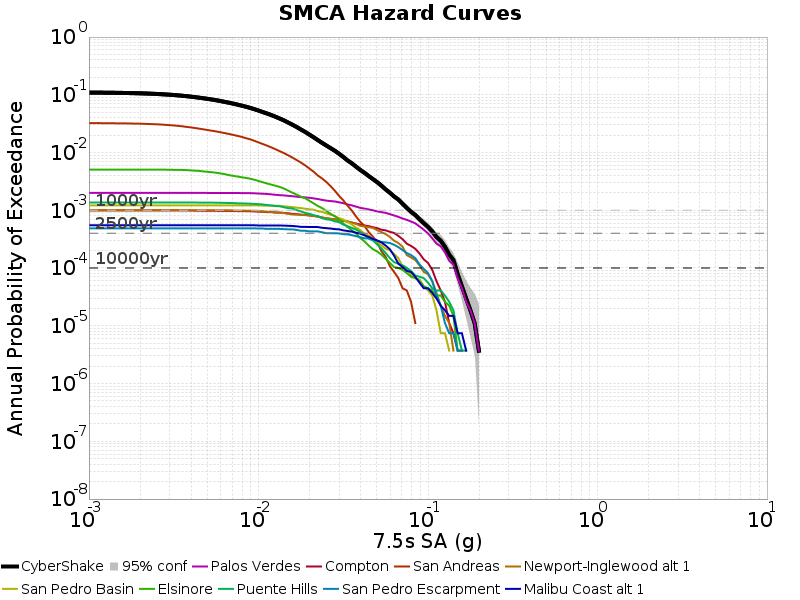 SMCA Hazard Curves
Annual Probability of Exceedance
10^0
10^-1
10^-2
10^-3
10^-4
10^-5
10^-6
10^-7
10^-8
1000yr
2500yr
10000yr
10^-3 10^-2 10^-1 10^0 10^1
7.5s SA (g)
CyberShake 95% conf Palos Verdes Compton San Andreas Newport-Inglewood alt 1
San Pedro Basin Elsinore Puente Hills San Pedro Escarpment Malibu Coast alt 1